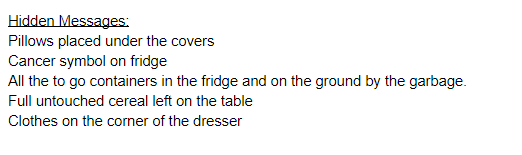 Hidden Messages:
Pillows placed under the covers
Cancer symbol on fridge
All the to go containers in the fridge and on the ground by the garbage.
Full untouched cereal left on the table
Clothes on the corner of the dresser